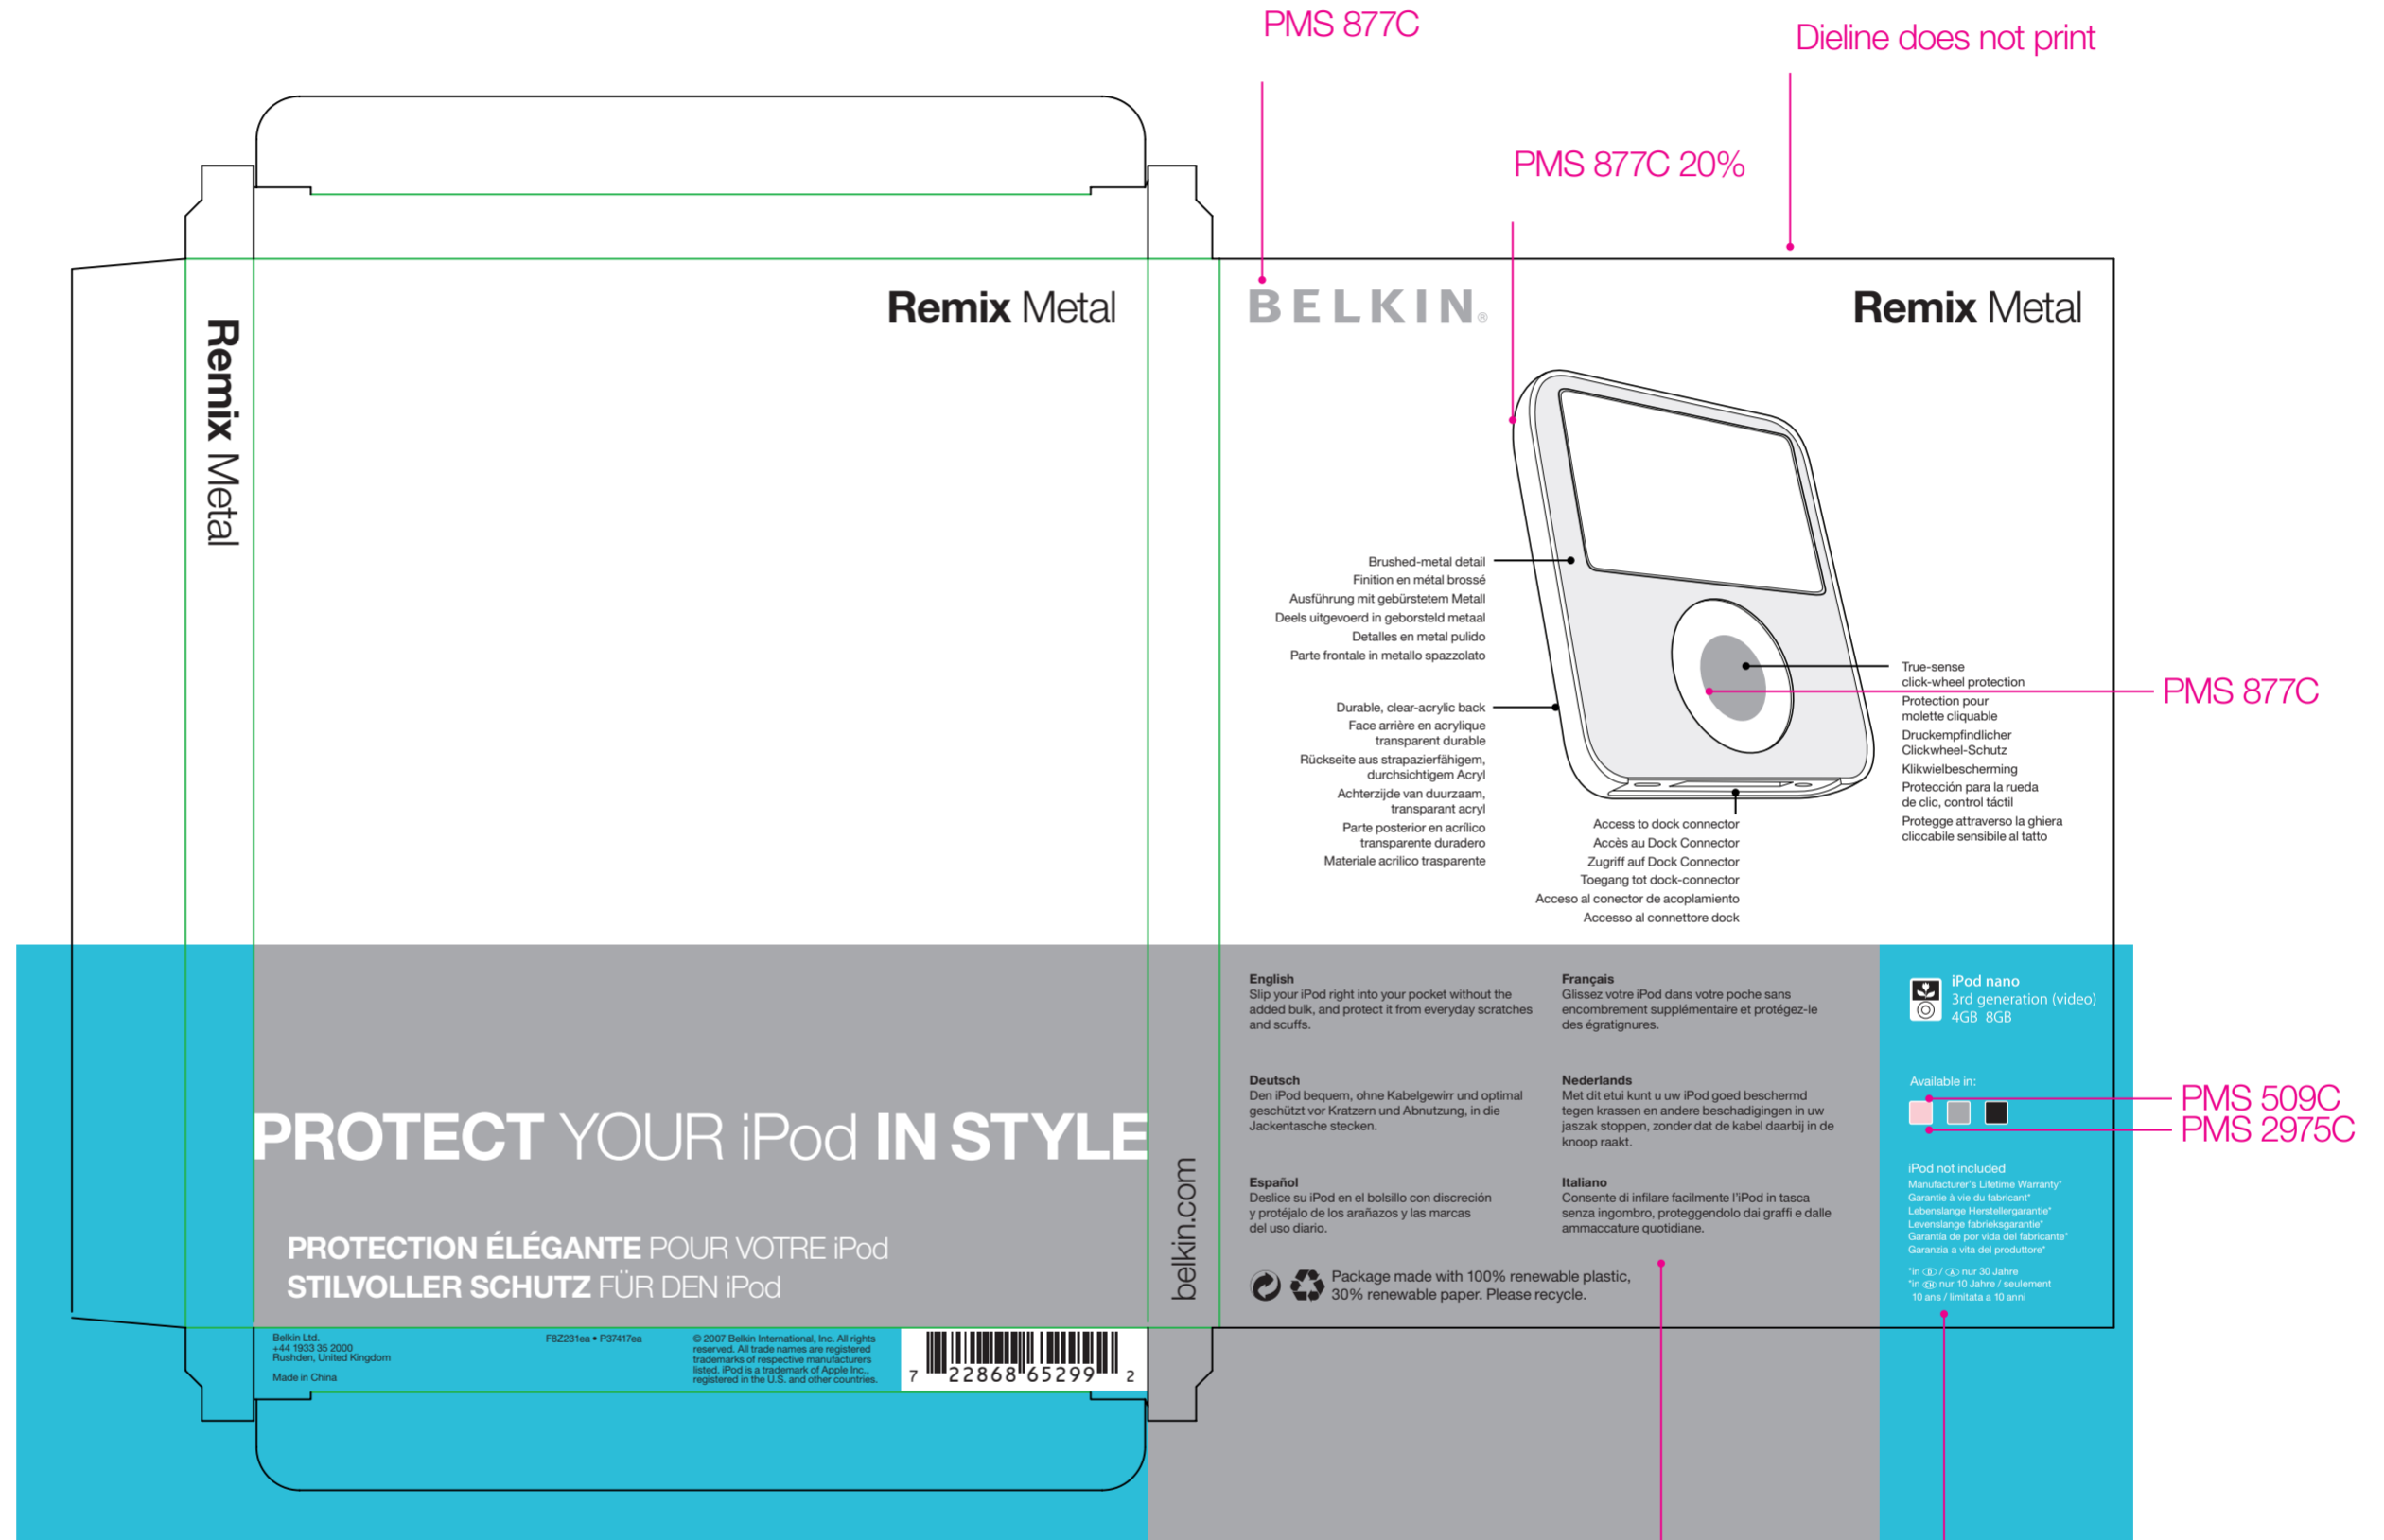 PMS 877C
Dieline does not print
PMS 877C 20%
Remix Metal
Remix Metal
BELKIN®
Remix Metal
Brushed-metal detail
Finition en métal brossé
Ausführung mit gebürstetem Metall
Deels uitgevoerd in geborsteld metaal
Detalles en metal pulido
Parte frontale in metallo spazzolato
Durable, clear-acrylic back
Face arrière en acrylique
transparent durable
Rückseite aus strapazierfähigem,
durchsichtigem Acryl
Achterzijde van duurzaam,
transparant acryl
Parte posterior en acrílico
transparente duradero
Materiale acrilico trasparente
Access to dock connector
Accès au Dock Connector
Zugriff auf Dock Connector
Toegang tot dock-connector
Acceso al conector de acoplamiento
Accesso al connettore dock
True-sense
click-wheel protection
Protection pour
molette cliquable
Druckempfindlicher
Clickwheel-Schutz
Klikwielbescherming
Protección para la rueda
de clic, control táctil
Protegge attraverso la ghiera
cliccabile sensibile al tatto
PMS 877C
PROTECT YOUR iPod IN STYLE
PROTECTION ÉLÉGANTE POUR VOTRE iPod
STILVOLLER SCHUTZ FÜR DEN iPod
belkin.com
English
Slip your iPod right into your pocket without the
added bulk, and protect it from everyday scratches
and scuffs.
Français
Glissez votre iPod dans votre poche sans
encombrement supplémentaire et protégez-le
des égratignures.
Deutsch
Den iPod bequem, ohne Kabelgewirr und optimal
geschützt vor Kratzern und Abnutzung, in die
Jackentasche stecken.
Nederlands
Met dit etui kunt u uw iPod goed beschermd
tegen krassen en andere beschadigingen in uw
jaszak stoppen, zonder dat de kabel daarbij in de
knoop raakt.
Español
Deslice su iPod en el bolsillo con discreción
y protéjalo de los arañazos y las marcas
del uso diario.
Italiano
Consente di infilare facilmente l'iPod in tasca
senza ingombro, proteggendolo dai graffi e dalle
ammaccature quotidiane.
Package made with 100% renewable plastic,
30% renewable paper. Please recycle.
iPod nano
3rd generation (video)
4GB 8GB
Available in:
PMS 509C
PMS 2975C
iPod not included
Manufacturer's Lifetime Warranty*
Garantie à vie du fabricant*
Lebenslange Herstellergarantie*
Levenslange fabrieksgarantie*
Garantia de por vida del fabricante*
Garanzia a vita del produttore*
*in D / A nur 30 Jahre
*in CH nur 10 Jahre / seulement
10 ans / limitata a 10 anni
Belkin Ltd.
+44 1933 35 2000
Rushden, United Kingdom
Made in China
F8Z231ea • P37417ea
© 2007 Belkin International, Inc. All rights
reserved. All trade names are registered
trademarks of respective manufacturers
listed. iPod is a trademark of Apple Inc.,
registered in the U.S. and other countries.
7 22868 65299 2